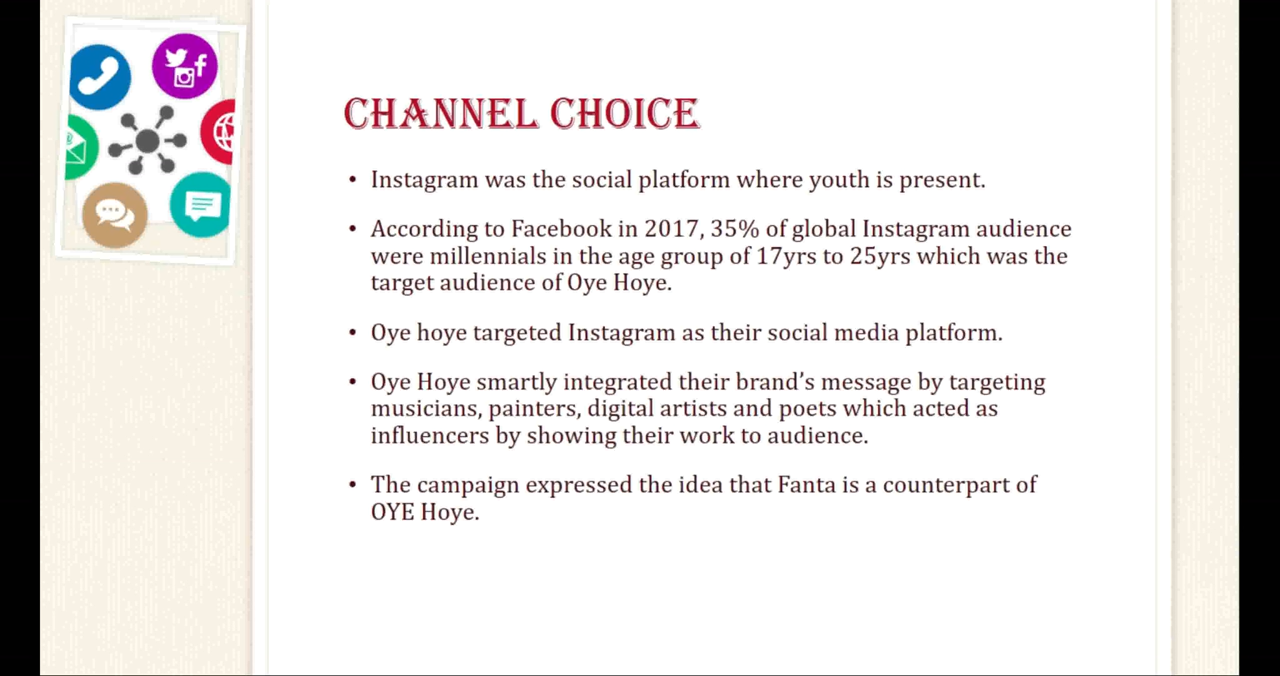 CHANNEL CHOICE
• Instagram was the social platform where youth is present.
• According to Facebook in 2017, 35% of global Instagram audience
were millennials in the age group of 17yrs to 25yrs which was the
target audience of Oye Hoye.
• Oye hoye targeted Instagram as their social media platform.
• Oye Hoye smartly integrated their brand’s message by targeting
musicians, painters, digital artists and poets which acted as
influencers by showing their work to audience.
• The campaign expressed the idea that Fanta is a counterpart of
OYE Hoye.